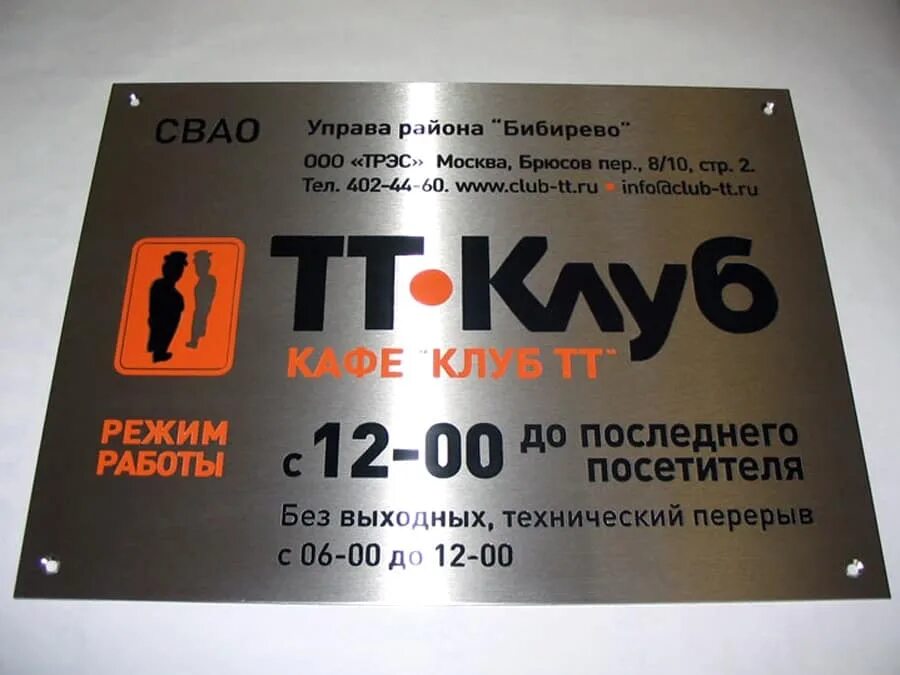 СВАО
Управа района "Бибирево"
ООО «ТРЭС» Москва, Брюсов пер., 8/10, стр. 2.
Тел. 402-44-60. www.club-tt.ru • info@club-tt.ru
ТТ•Клуб
КАФЕ "КЛУБ ТТ"
РЕЖИМ
РАБОТЫ
с 12-00 до последнего
посетителя
Без выходных, технический перерыв
с 06-00 до 12-00